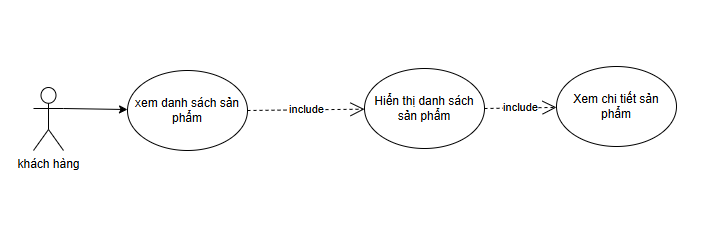 xem danh sách sản
phẩm
include
Hiển thị danh sách
sản phẩm
include
Xem chi tiết sản
phẩm
khách hàng